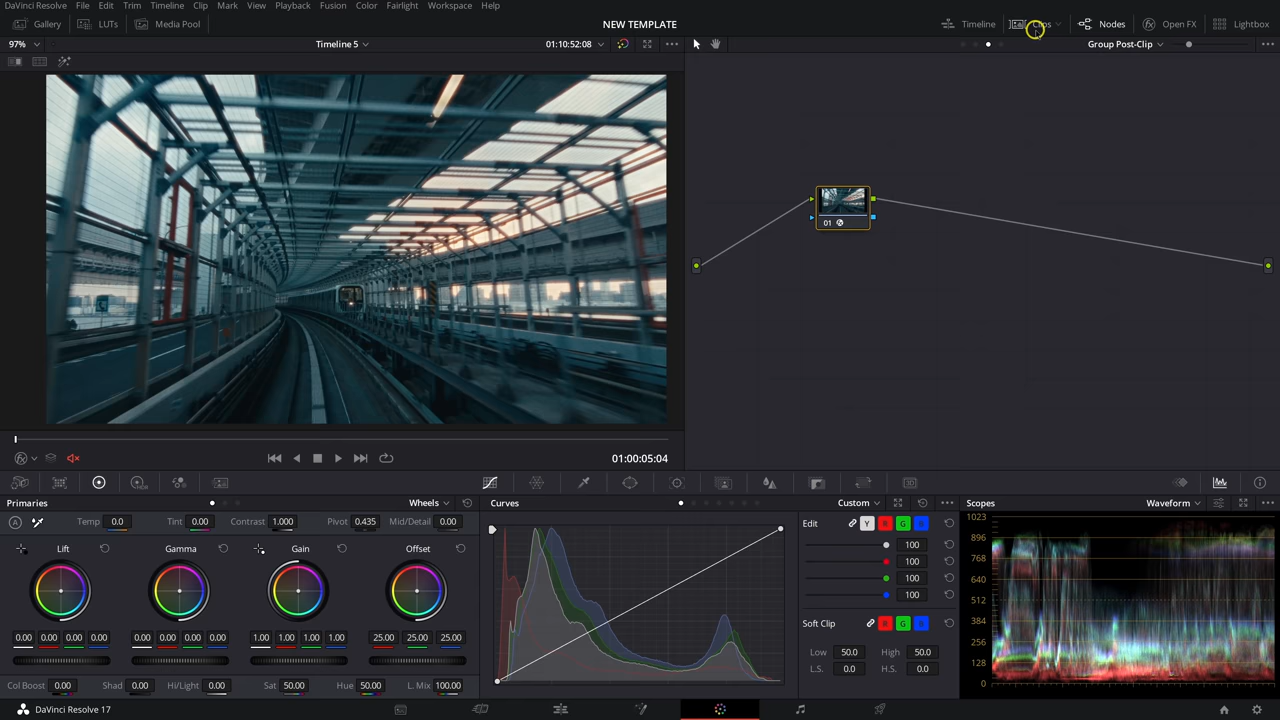 DaVinci Resolve File Edit Trim Timeline Clip Mark View Playback Fusion Color Fairlight Workspace Help
Gallery LUTs Media Pool NEW TEMPLATE Timeline Clips Nodes Open FX Lightbox
97% Timeline 5 01:10:52:08 Group Post-Clip
01
01:00:05:04
Primaries Wheels Curves Custom Scopes Waveform
A Temp 0.0 Tint 0.00 Contrast 1.000 Pivot 0.435 Mid/Detail 0.00
Lift Gamma Gain Offset
0.00 0.00 0.00 0.00 0.00 0.00 0.00 0.00 1.00 1.00 1.00 1.00 25.00 25.00 25.00
Col Boost 0.00 Shad 0.00 Hi/Light 0.00 Sat 50.00 Hue 50.00 L. Mix 100.00
Edit Y R G B
100
100
100
100
Soft Clip R G B
Low 50.0 High 50.0
L.S. 0.0 H.S. 0.0
1023
896
768
640
512
384
256
128
0
DaVinci Resolve 17